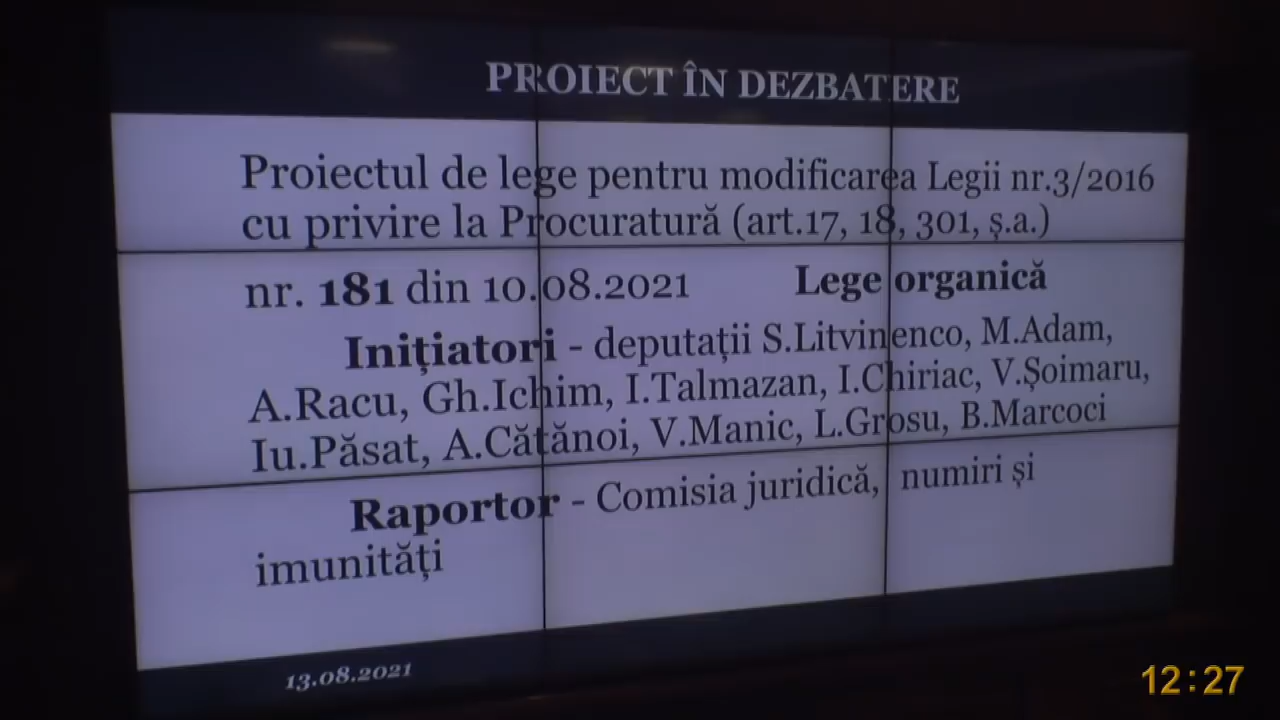 PROIECT ÎN DEZBATERE
Proiectul de lege pentru modificarea Legii nr.3/2016
cu privire la Procuratură (art.17, 18, 301, ș.a.)
nr. 181 din 10.08.2021 Lege organică
Inițiatori - deputații S.Litvinenco, M.Adam,
A.Racu, Gh.Ichim, I.Talmazan, I.Chiriac, V.Șoimaru,
Iu.Păsat, A.Cătănoi, V.Manic, L.Grosu, B.Marcoci
Raportor - Comisia juridică, numiri și
imunități
13.08.2021
12:27